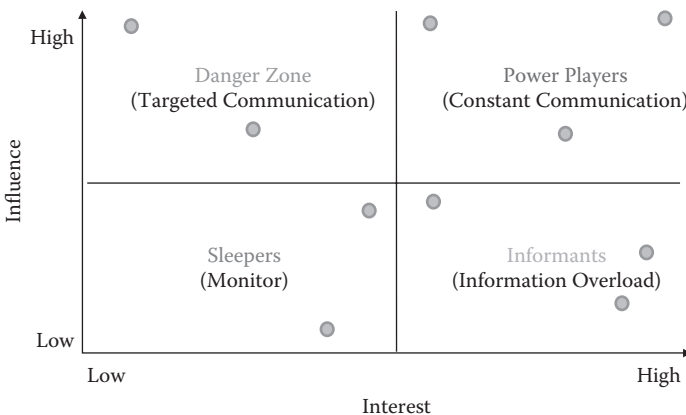 High
Danger Zone
(Targeted Communication)
Power Players
(Constant Communication)
Influence
Sleepers
(Monitor)
Informants
(Information Overload)
Low
Low
High
Interest